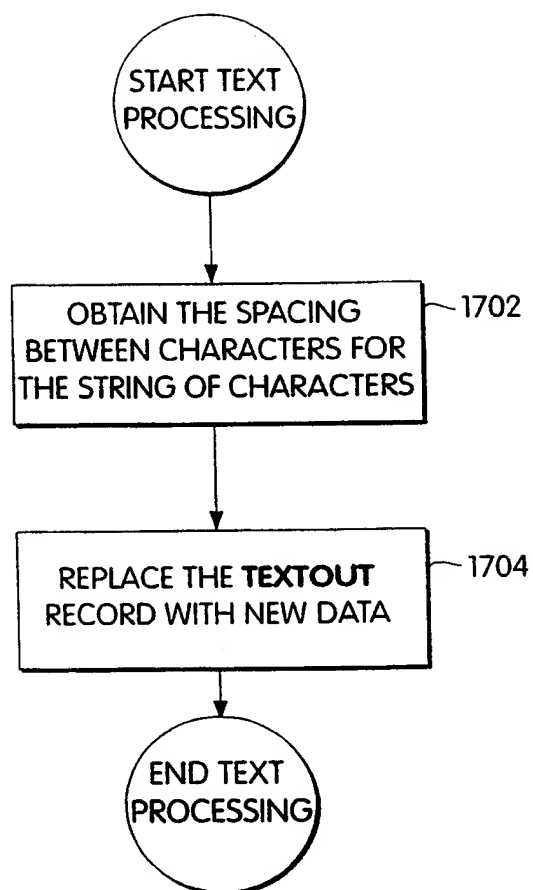 START TEXT
PROCESSING
OBTAIN THE SPACING
BETWEEN CHARACTERS FOR
THE STRING OF CHARACTERS
1702
REPLACE THE TEXTOUT
RECORD WITH NEW DATA
1704
END TEXT
PROCESSING